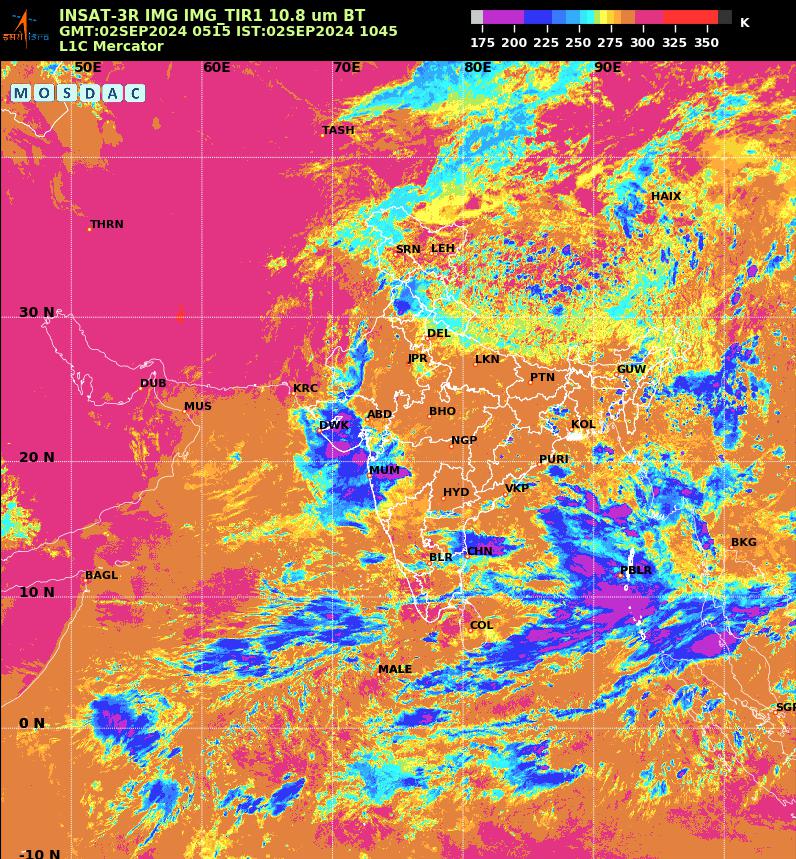 INSAT-3R IMG IMG_TIR1 10.8 um BT
GMT:02SEP2024 0515 IST:02SEP2024 1045
L1C Mercator
K
175 200 225 250 275 300 325 350
50E 60E 70E 80E 90E
M O S D A C
TASH
HAIX
THRN
SRN LEH
30 N
DEL
JPR LKN
GUW
PTN
DUB KRC
MUS
ABD BHO
DWK KOL
NGP
20 N PURI
MUM
HYD VKP
BKG
CHN
BLR
BAGL PBLR
10 N
COL
MALE
SGP
0 N
-10 N